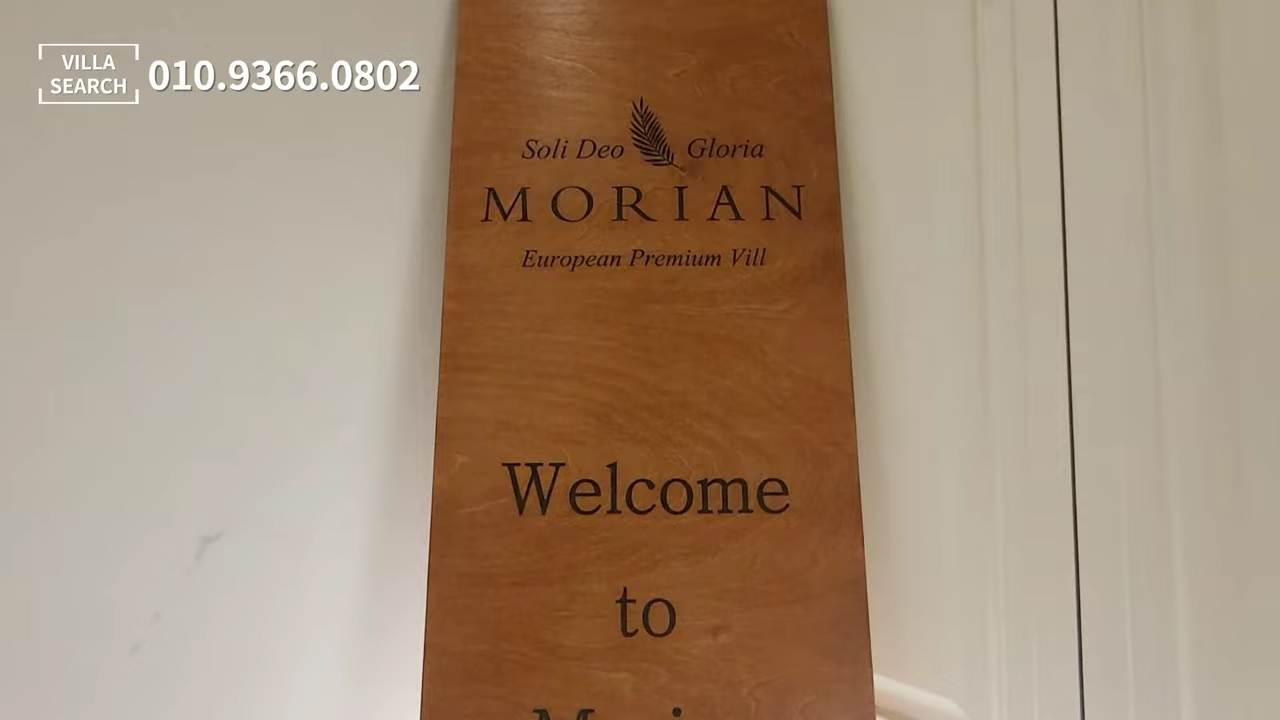 VILLA
SEARCH
010.9366.0802
Soli Deo Gloria
MORIAN
European Premium Vill
Welcome
to